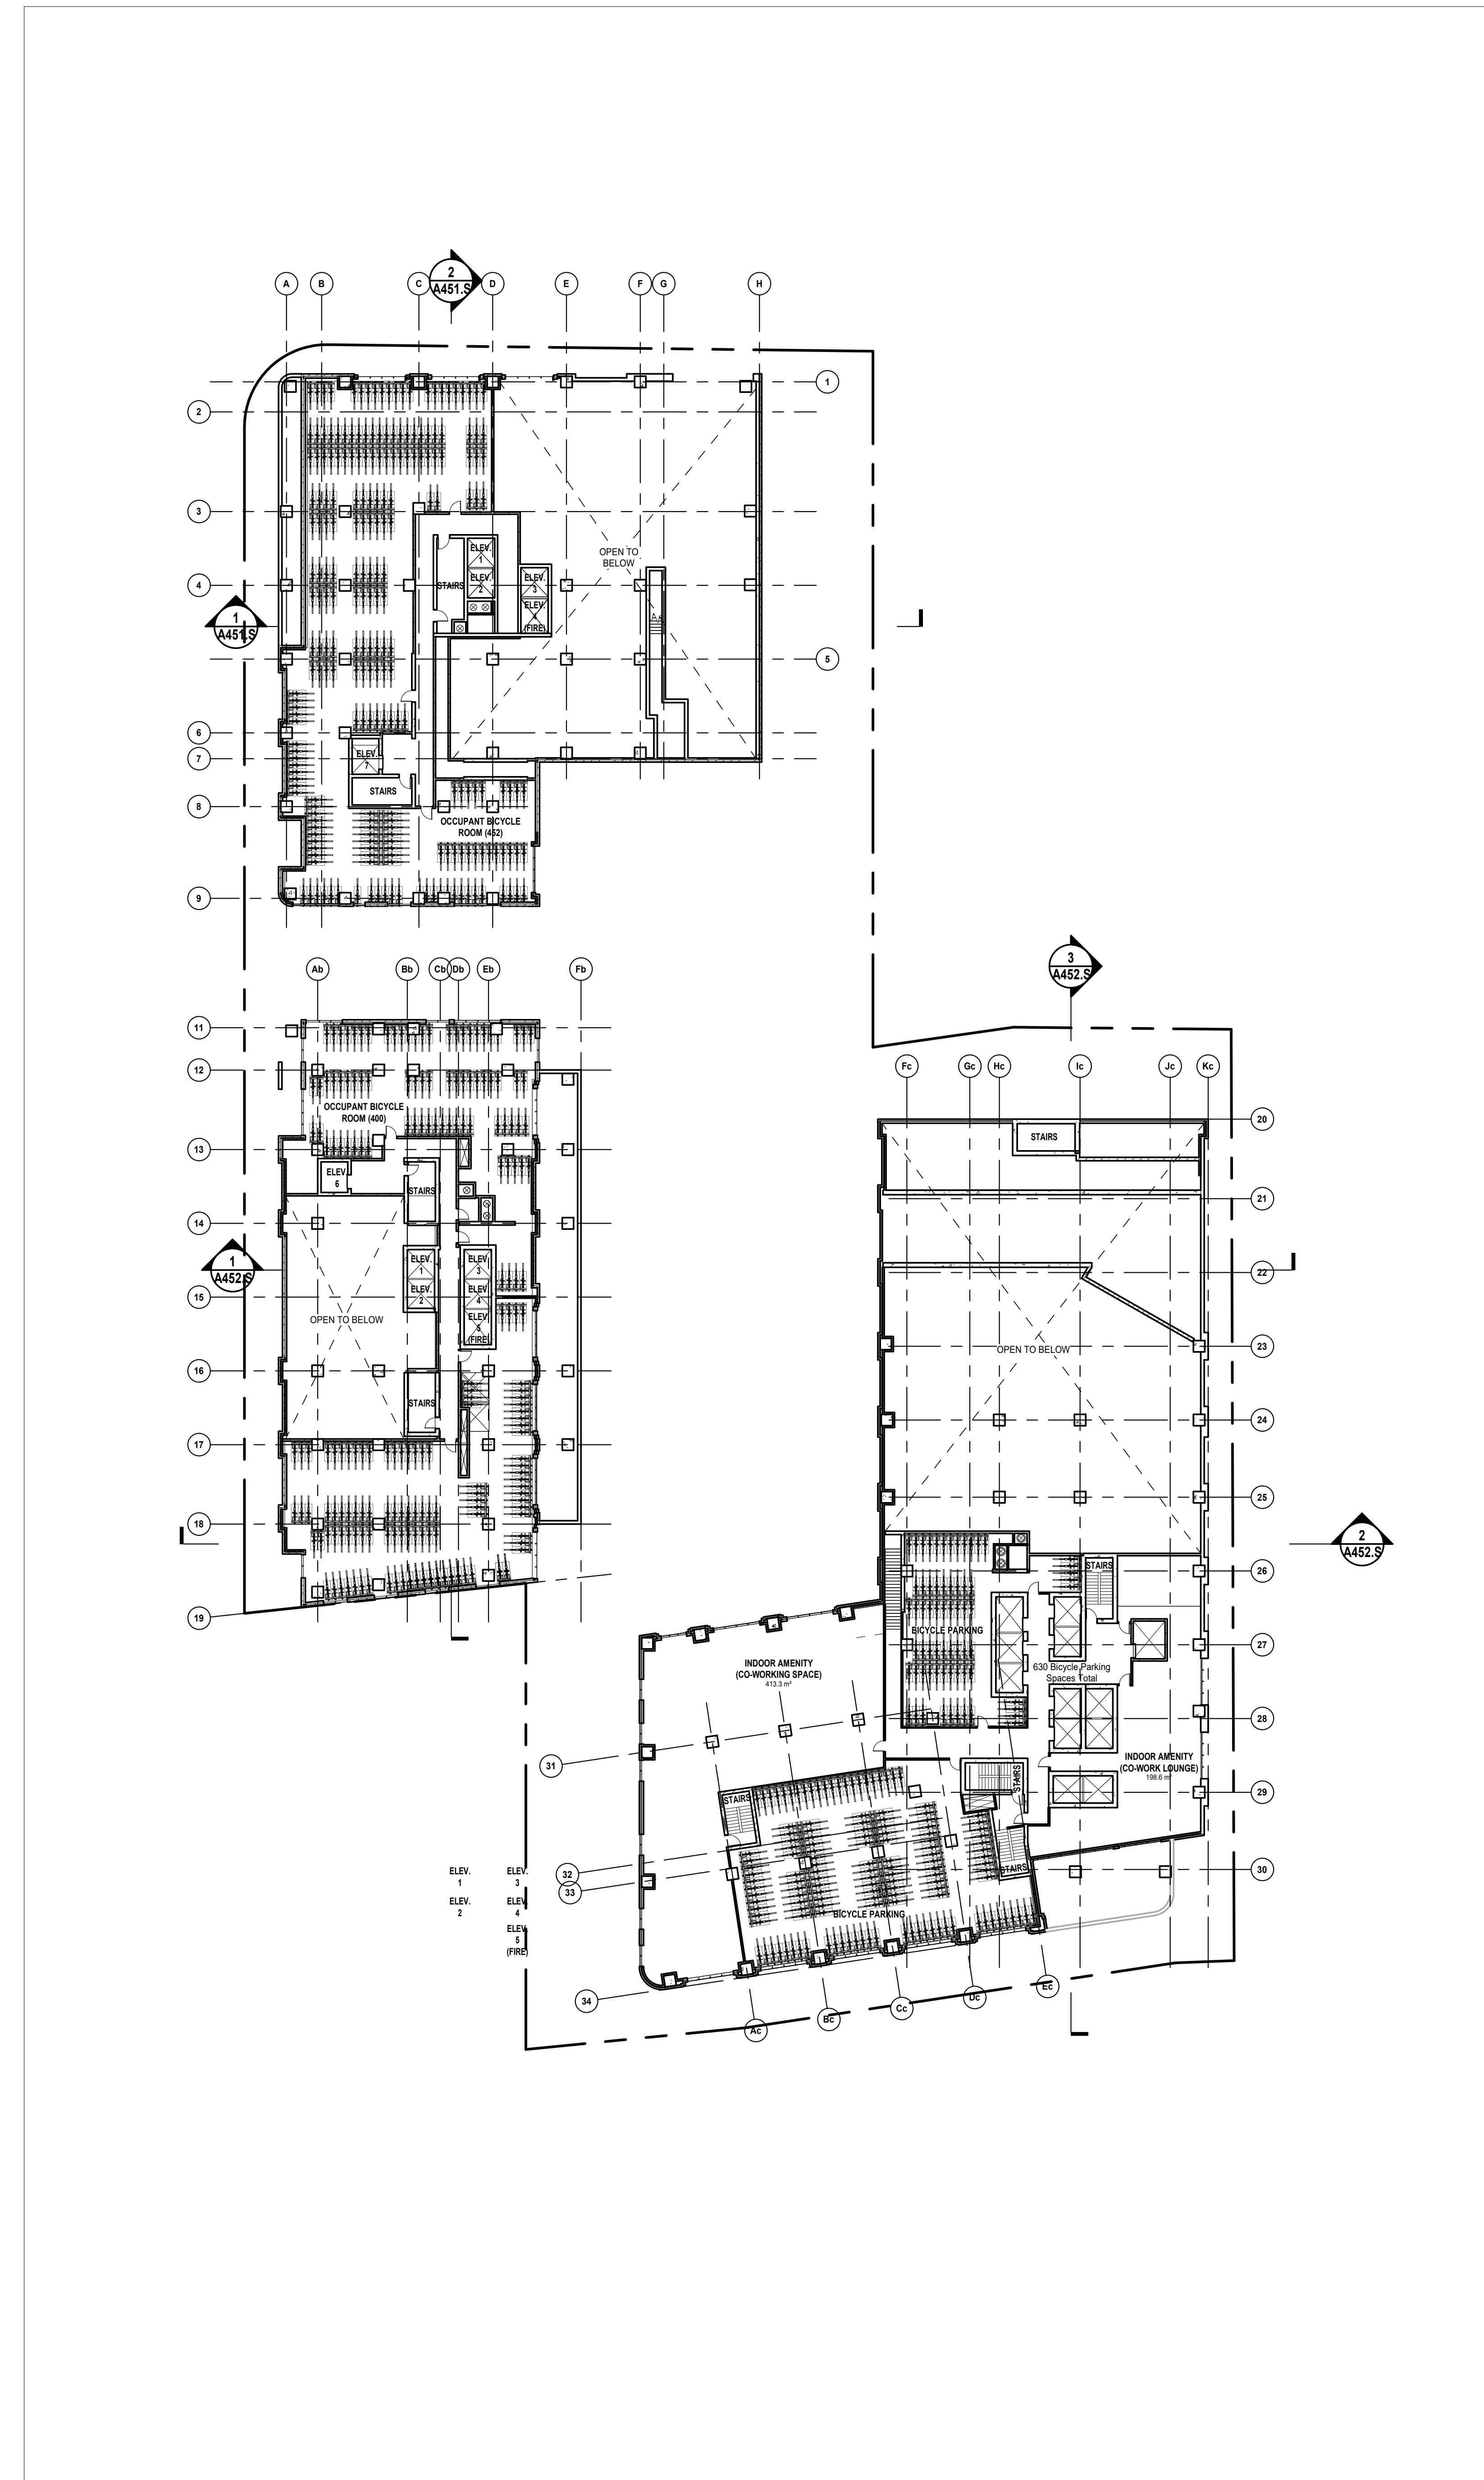 2
A451.S
A
B
C
D
E
F
G
H
1
2
3
4
5
6
7
8
9
1
A451.S
OPEN TO
BELOW
ELEV.
1
ELEV.
2
ELEV.
3
ELEV.
4
(FIRE)
STAIRS
ELEV.
7
STAIRS
OCCUPANT BICYCLE
ROOM (462)
3
A452.S
Ab
Bb
Cb
Db
Eb
Fb
11
12
13
14
15
16
17
18
19
OCCUPANT BICYCLE
ROOM (400)
ELEV.
6
STAIRS
1
A452.S
ELEV.
1
ELEV.
2
ELEV.
3
ELEV.
4
ELEV.
5
(FIRE)
OPEN TO BELOW
STAIRS
Fc
Gc
Hc
Ic
Jc
Kc
20
21
22
23
24
25
26
27
28
29
30
STAIRS
OPEN TO BELOW
2
A452.S
STAIRS
BICYCLE PARKING
630 Bicycle Parking
Spaces Total
INDOOR AMENITY
(CO-WORKING SPACE)
413.3 m²
INDOOR AMENITY
(CO-WORK LOUNGE)
198.6 m²
STAIRS
STAIRS
STAIRS
BICYCLE PARKING
31
32
33
34
ELEV.
1
ELEV.
2
ELEV.
3
ELEV.
4
ELEV.
5
(FIRE)
Ac
Bc
Cc
Dc
Ec